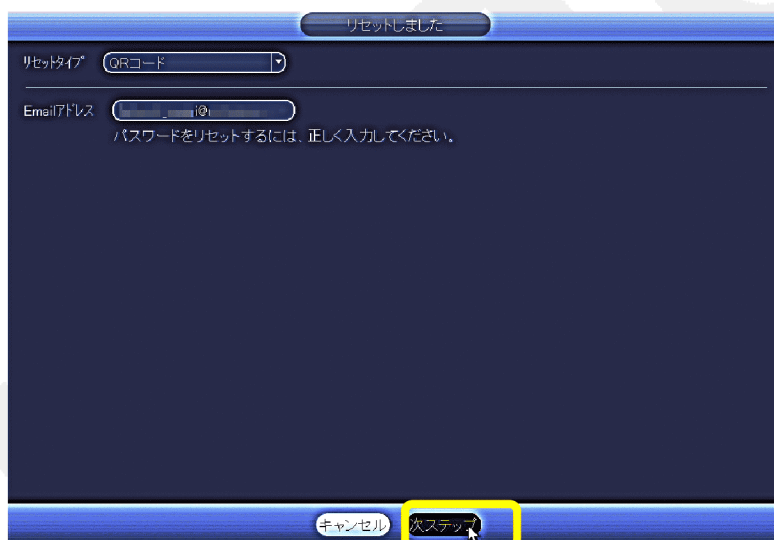 リセットしました
リセットタイプ QRコード
Emailアドレス
パスワードをリセットするには、正しく入力してください。
キャンセル 次ステップ